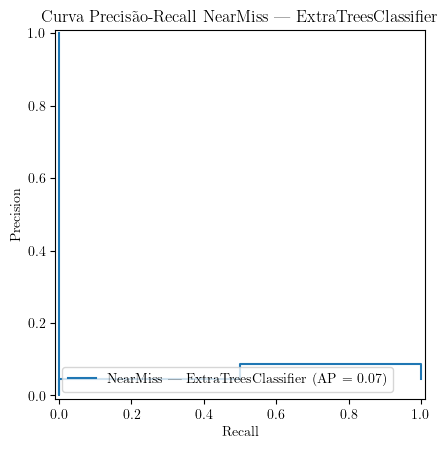 Curva Precisão-Recall NearMiss — ExtraTreesClassifier
1.0
0.8
0.6
0.4
0.2
0.0
Precision
NearMiss — ExtraTreesClassifier (AP = 0.07)
0.0 0.2 0.4 0.6 0.8 1.0
Recall